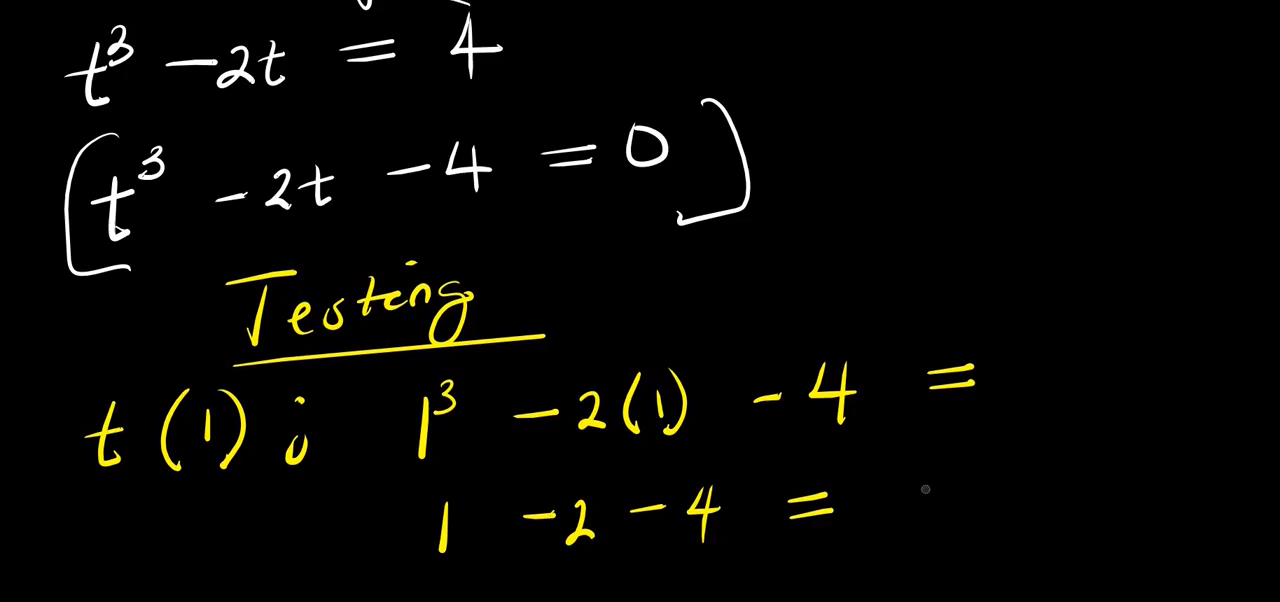 t³ - 2t = 4
t³ - 2t - 4 = 0
Testing
t(1); 1³ - 2(1) - 4 =
1 - 2 - 4 =